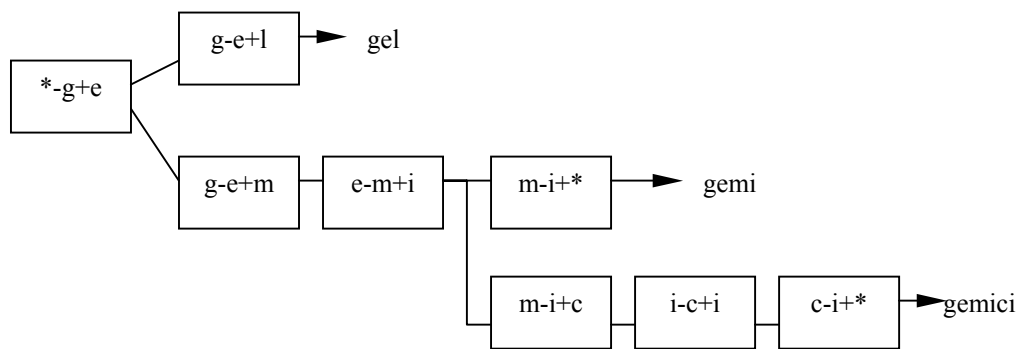 g-e+l gel
*-g+e
g-e+m e-m+i m-i+* gemi
m-i+c i-c+i c-i+* gemici